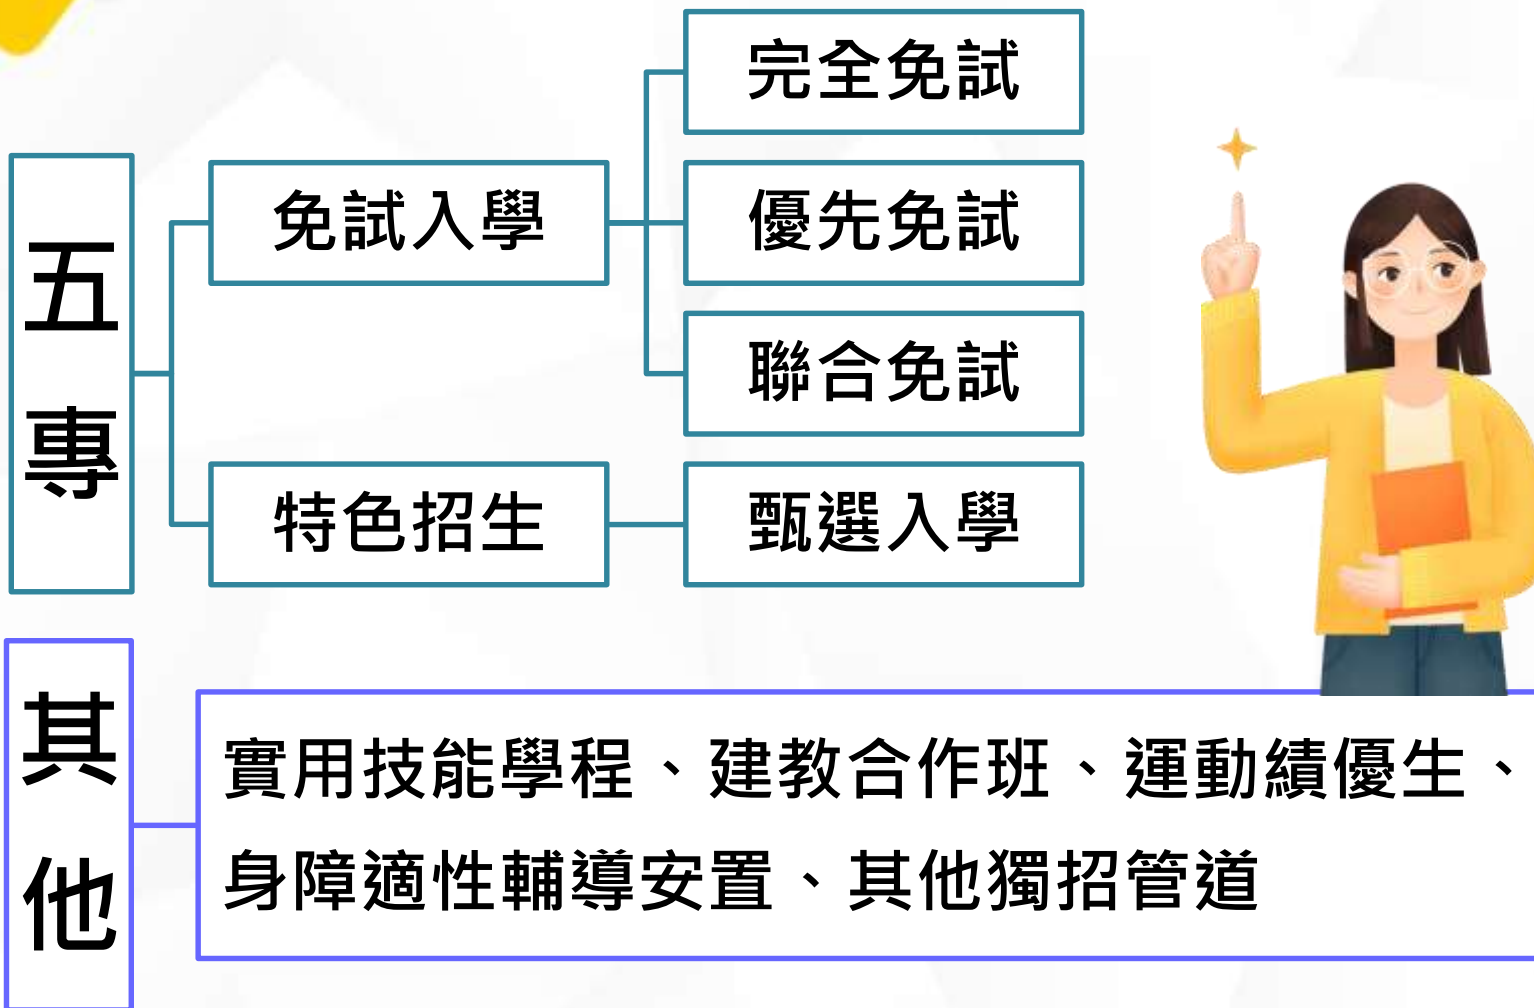 五專
免試入學
完全免試
優先免試
聯合免試
特色招生
甄選入學
其他
實用技能學程、建教合作班、運動績優生、
身障適性輔導安置、其他獨招管道